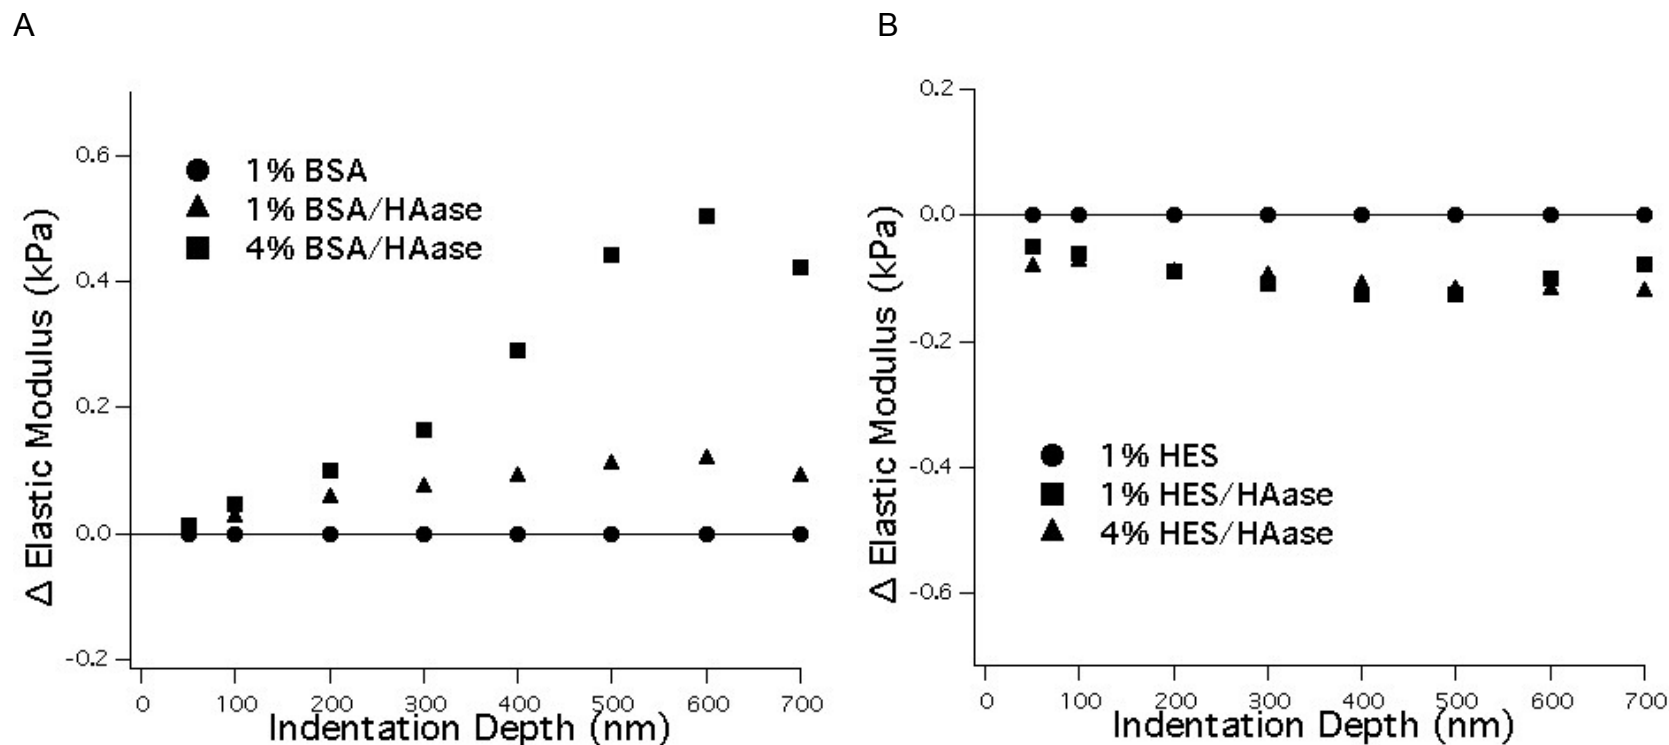 A
0.6
0.4
0.2
0.0
-0.2
Δ Elastic Modulus (kPa)
1% BSA
1% BSA/HAase
4% BSA/HAase
0 100 200 300 400 500 600 700
Indentation Depth (nm)
B
0.2
0.0
-0.2
-0.4
-0.6
Δ Elastic Modulus (kPa)
1% HES
1% HES/HAase
4% HES/HAase
0 100 200 300 400 500 600 700
Indentation Depth (nm)